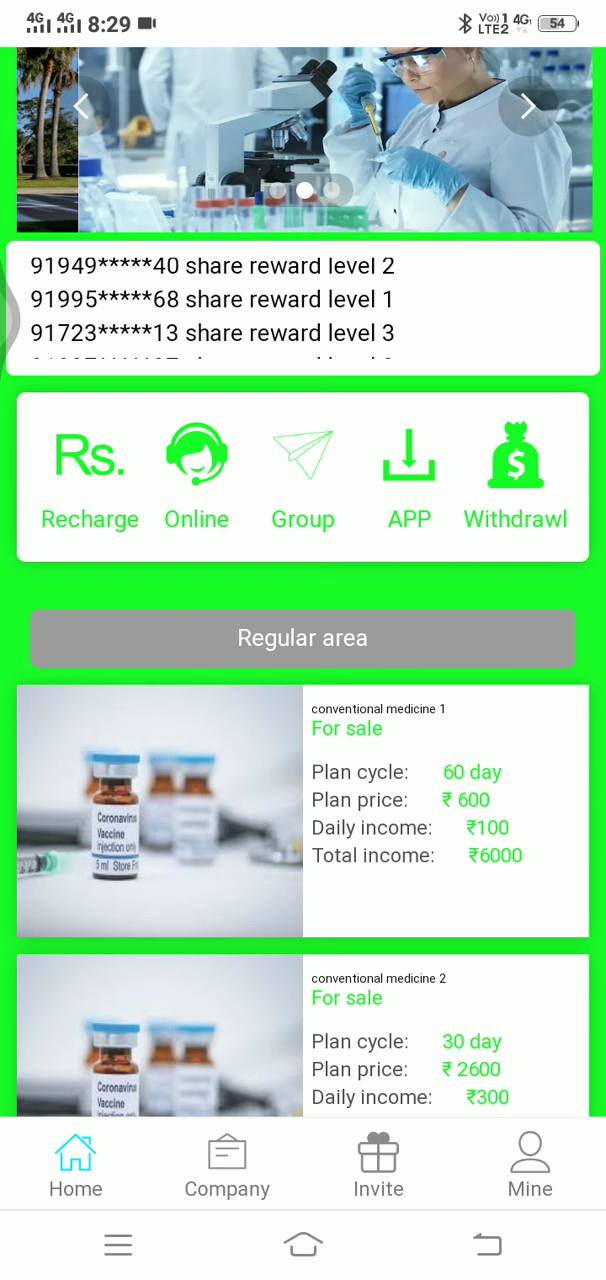 4G 4G 8:29 Vo)) 1 4G 54
LTE2
91949*****40 share reward level 2
91995*****68 share reward level 1
91723*****13 share reward level 3
Rs. $
Recharge Online Group APP Withdrawl
Regular area
conventional medicine 1
For sale
Plan cycle: 60 day
Plan price: ₹ 600
Daily income: ₹100
Total income: ₹6000
Coronavirus
Vaccine
Injection only
5 ml Store
conventional medicine 2
For sale
Plan cycle: 30 day
Plan price: ₹ 2600
Daily income: ₹300
Coronavirus
Vaccine
Home Company Invite Mine